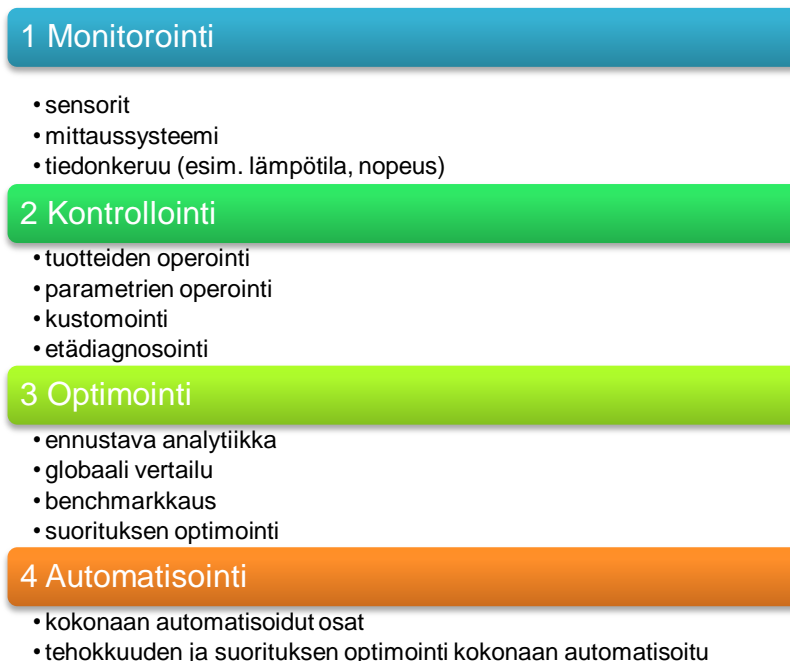 1 Monitorointi
• sensorit
• mittaussysteemi
• tiedonkeruu (esim. lämpötila, nopeus)
2 Kontrollointi
• tuotteiden operointi
• parametrien operointi
• kustomointi
• etädiagnosointi
3 Optimointi
• ennustava analytiikka
• globaali vertailu
• benchmarkkaus
• suorituksen optimointi
4 Automatisointi
• kokonaan automatisoidut osat
• tehokkuuden ja suorituksen optimointi kokonaan automatisoitu